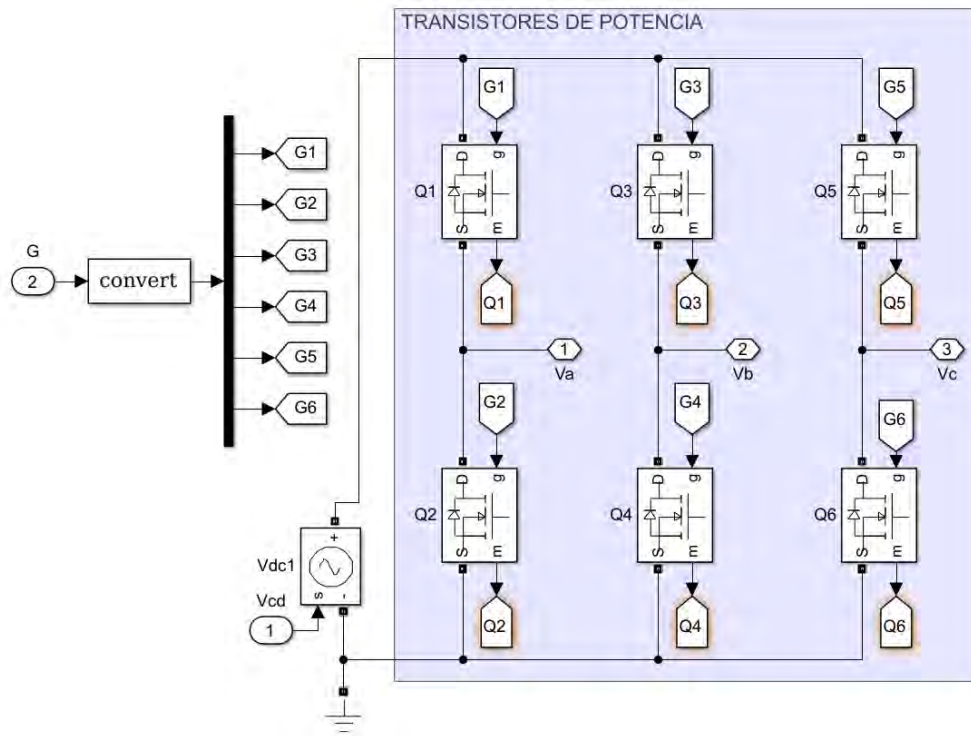 TRANSISTORES DE POTENCIA
G1
G3
G5
D
g
D
g
D
g
Q1
Q3
Q5
S
m
S
m
S
m
Q1
Q3
Q5
G1
G2
G3
G4
G5
G6
G
2
convert
1
Va
2
Vb
3
Vc
G2
G4
G6
D
g
D
g
D
g
Q2
Q4
Q6
S
m
S
m
S
m
Q2
Q4
Q6
+
Vdc1
s
-
Vcd
1